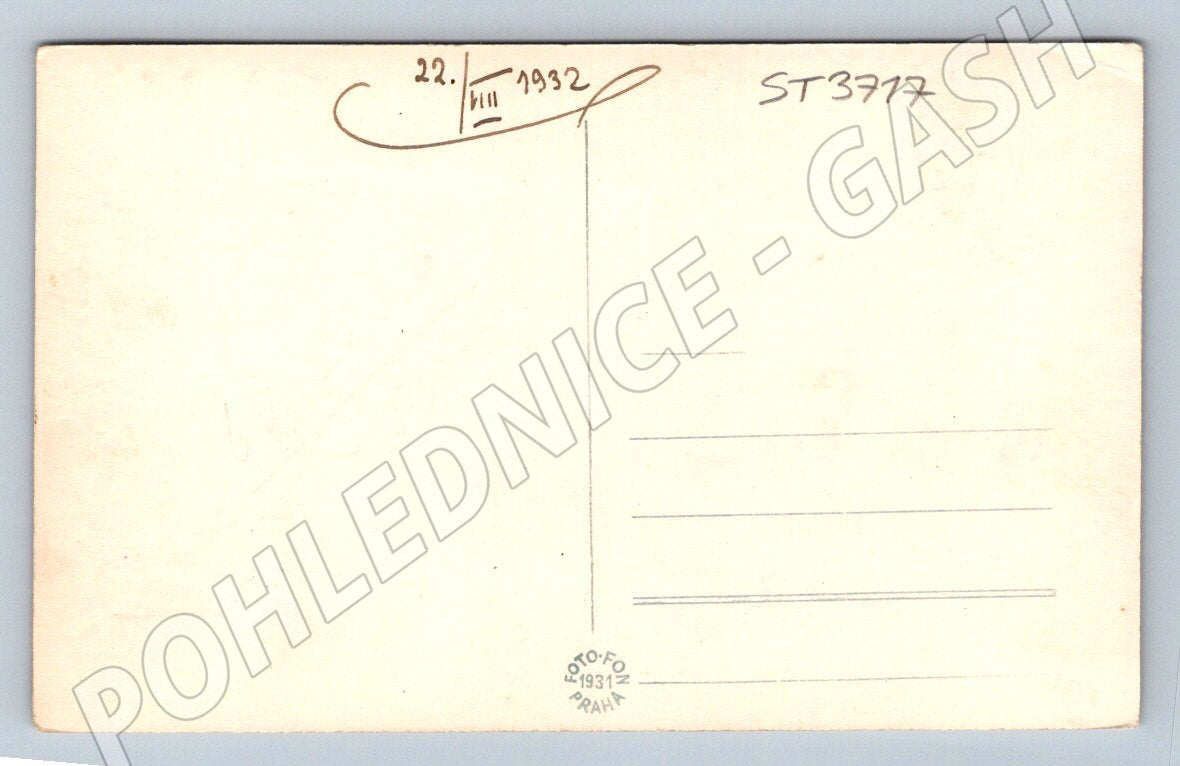 22./VIII 1932
ST3717
POHLEDNICE - GASH
FOTO-FON
1931
PRAHA